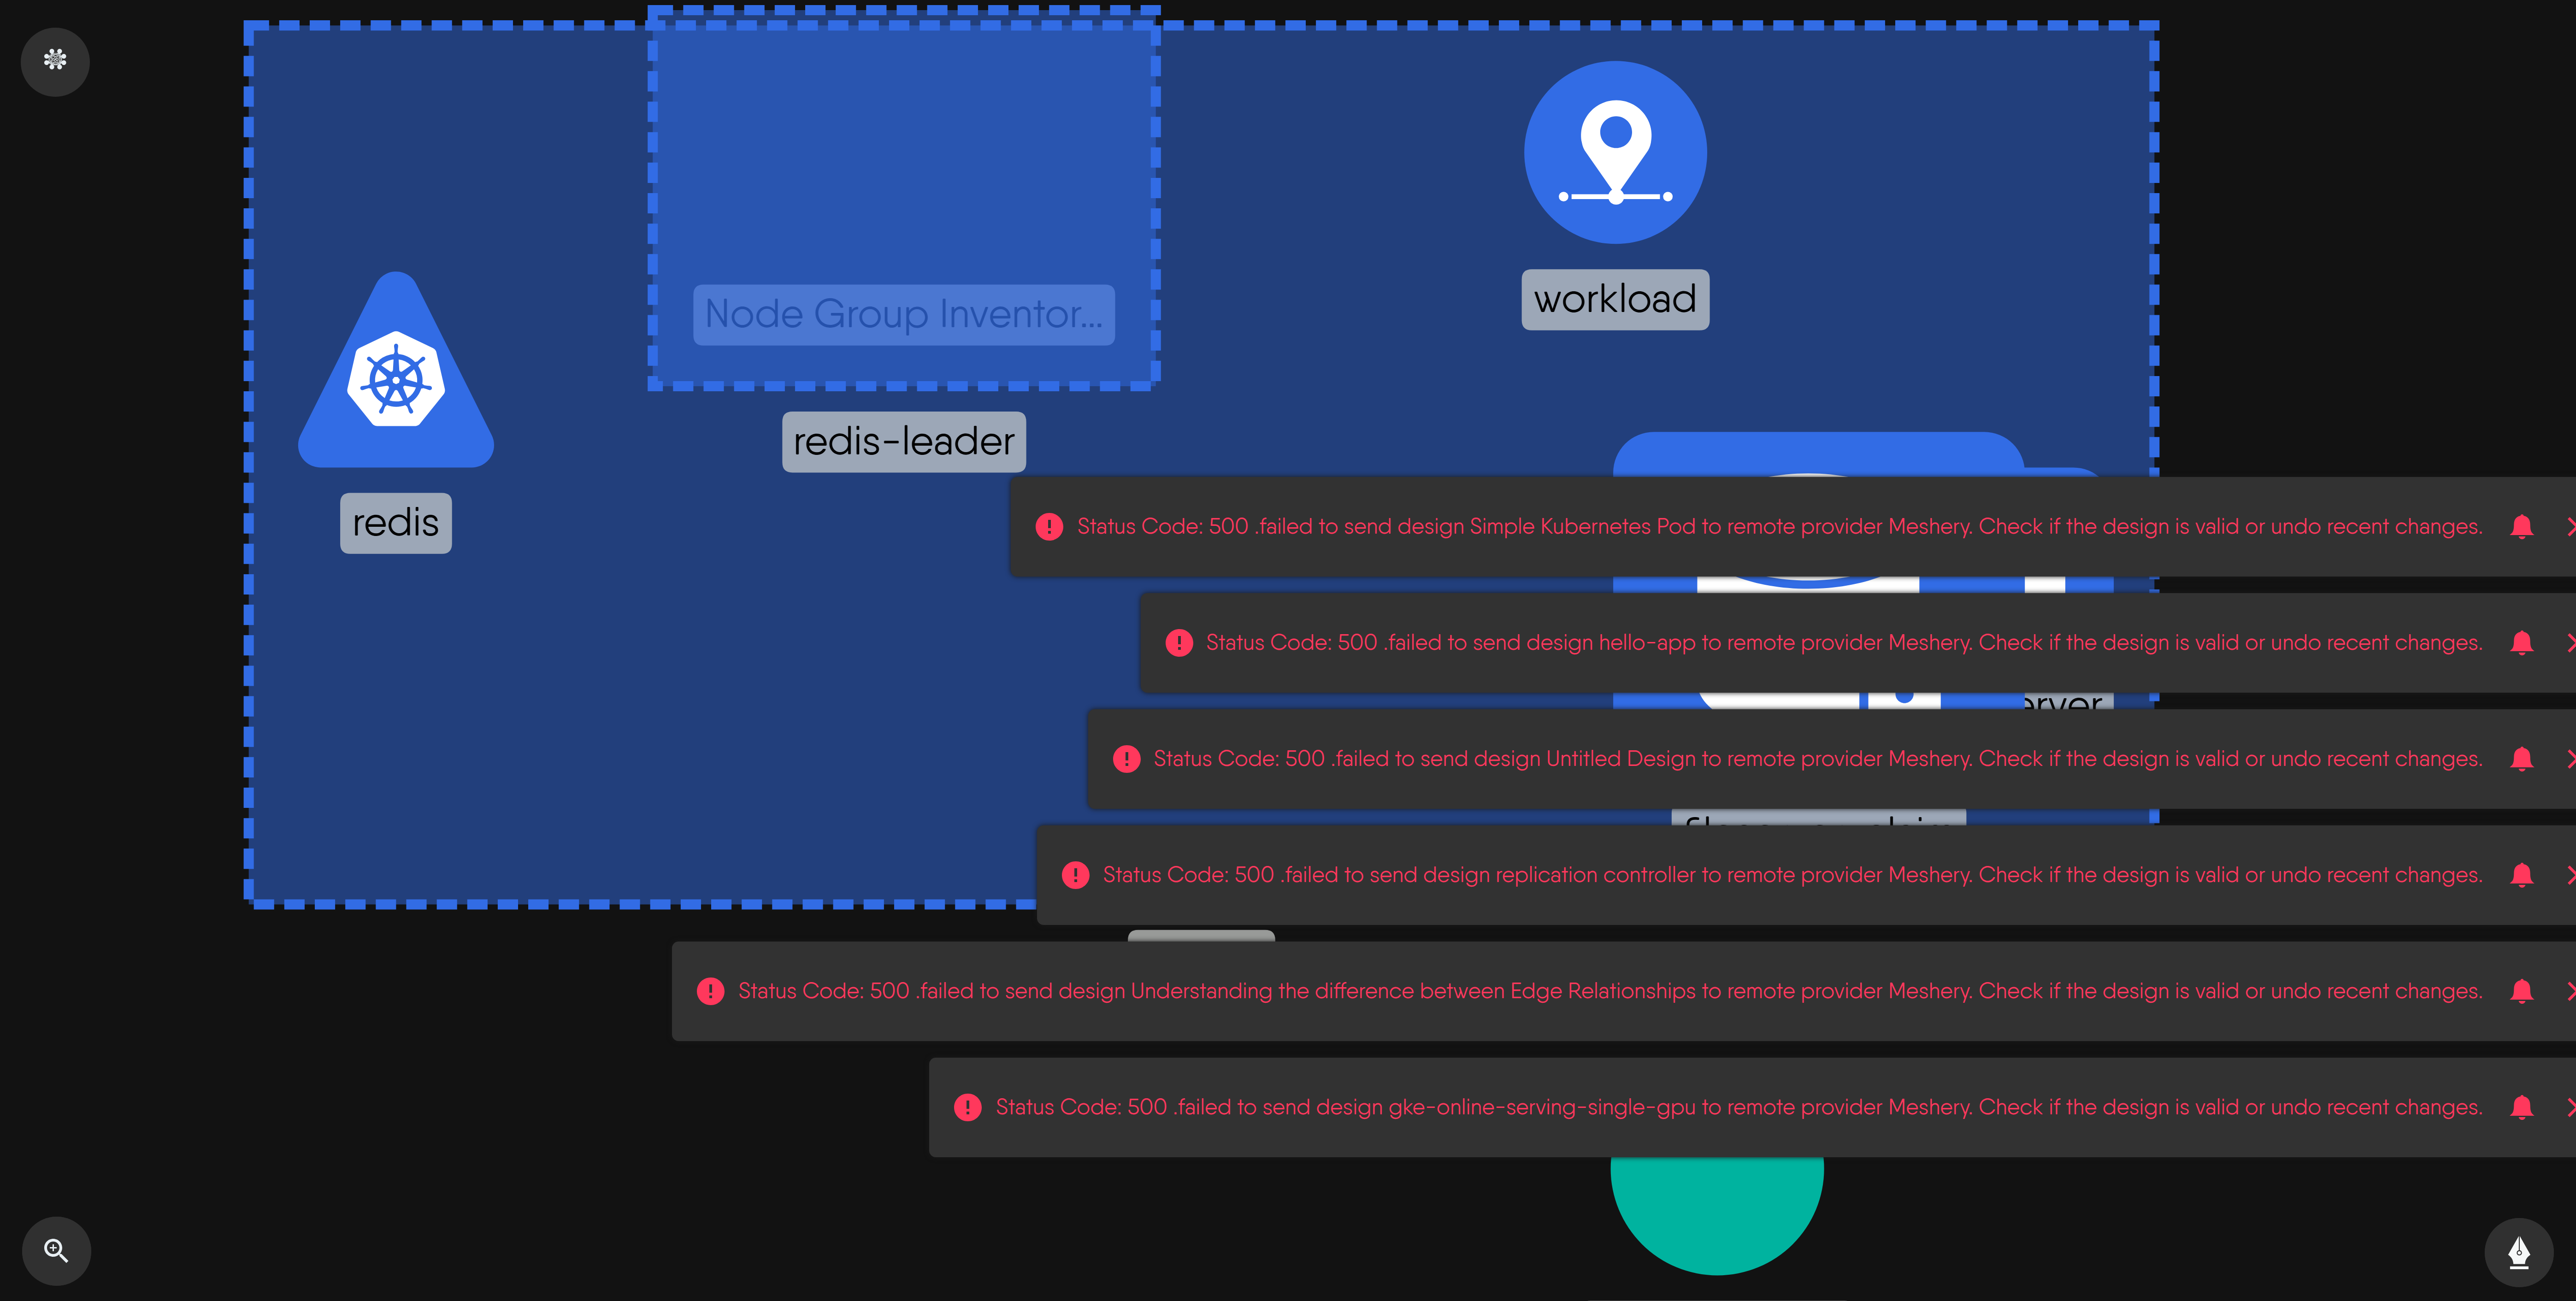 Node Group Inventor...
workload
redis-leader
redis
Status Code: 500 .failed to send design Simple Kubernetes Pod to remote provider Meshery. Check if the design is valid or undo recent changes.
Status Code: 500 .failed to send design hello-app to remote provider Meshery. Check if the design is valid or undo recent changes.
Status Code: 500 .failed to send design Untitled Design to remote provider Meshery. Check if the design is valid or undo recent changes.
Status Code: 500 .failed to send design replication controller to remote provider Meshery. Check if the design is valid or undo recent changes.
Status Code: 500 .failed to send design Understanding the difference between Edge Relationships to remote provider Meshery. Check if the design is valid or undo recent changes.
Status Code: 500 .failed to send design gke-online-serving-single-gpu to remote provider Meshery. Check if the design is valid or undo recent changes.